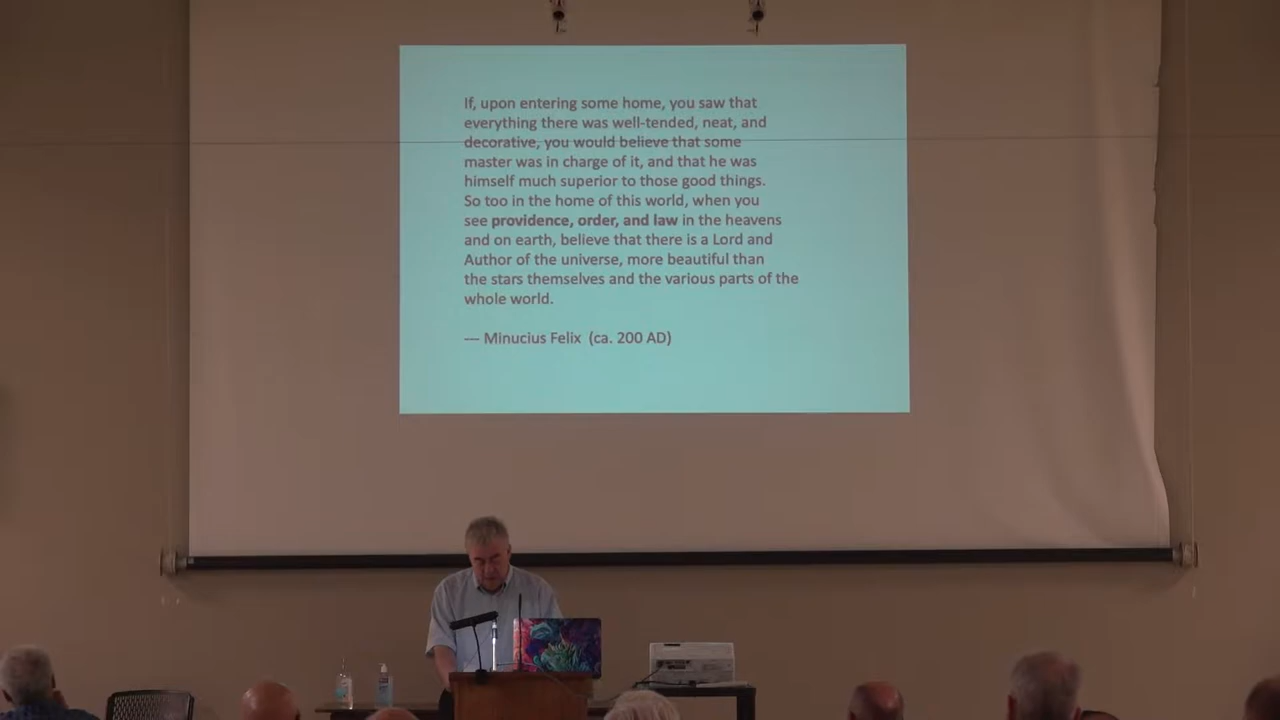 If, upon entering some home, you saw that
everything there was well-tended, neat, and
decorative, you would believe that some
master was in charge of it, and that he was
himself much superior to those good things.
So too in the home of this world, when you
see providence, order, and law in the heavens
and on earth, believe that there is a Lord and
Author of the universe, more beautiful than
the stars themselves and the various parts of the
whole world.
--- Minucius Felix (ca. 200 AD)